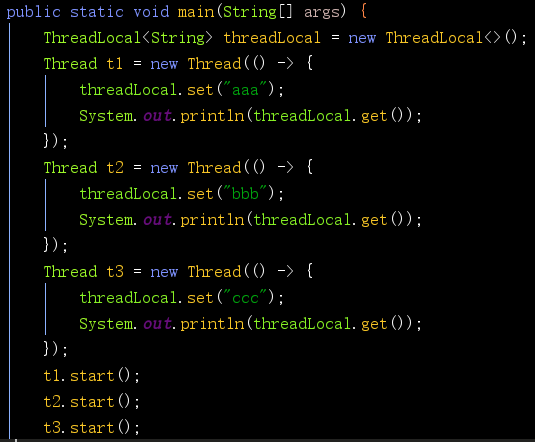 public static void main(String[] args) {
    ThreadLocal<String> threadLocal = new ThreadLocal<>();
    Thread t1 = new Thread(() -> {
        threadLocal.set("aaa");
        System.out.println(threadLocal.get());
    });
    Thread t2 = new Thread(() -> {
        threadLocal.set("bbb");
        System.out.println(threadLocal.get());
    });
    Thread t3 = new Thread(() -> {
        threadLocal.set("ccc");
        System.out.println(threadLocal.get());
    });
    t1.start();
    t2.start();
    t3.start();